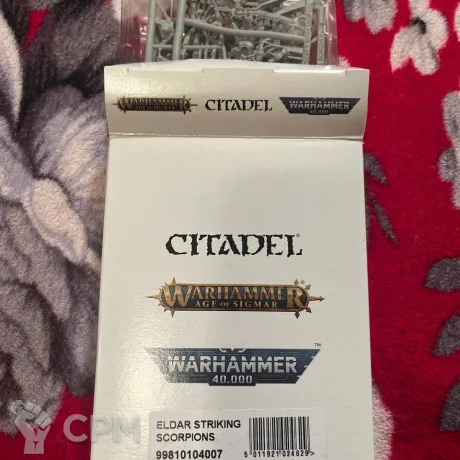 WARHAMMER CITADEL WARHAMMER
40,000
CITADEL®
WARHAMMER®
AGE OF SIGMAR
WARHAMMER™
40,000
ELDAR STRIKING
SCORPIONS
99810104007
5 011921 024629
CPM